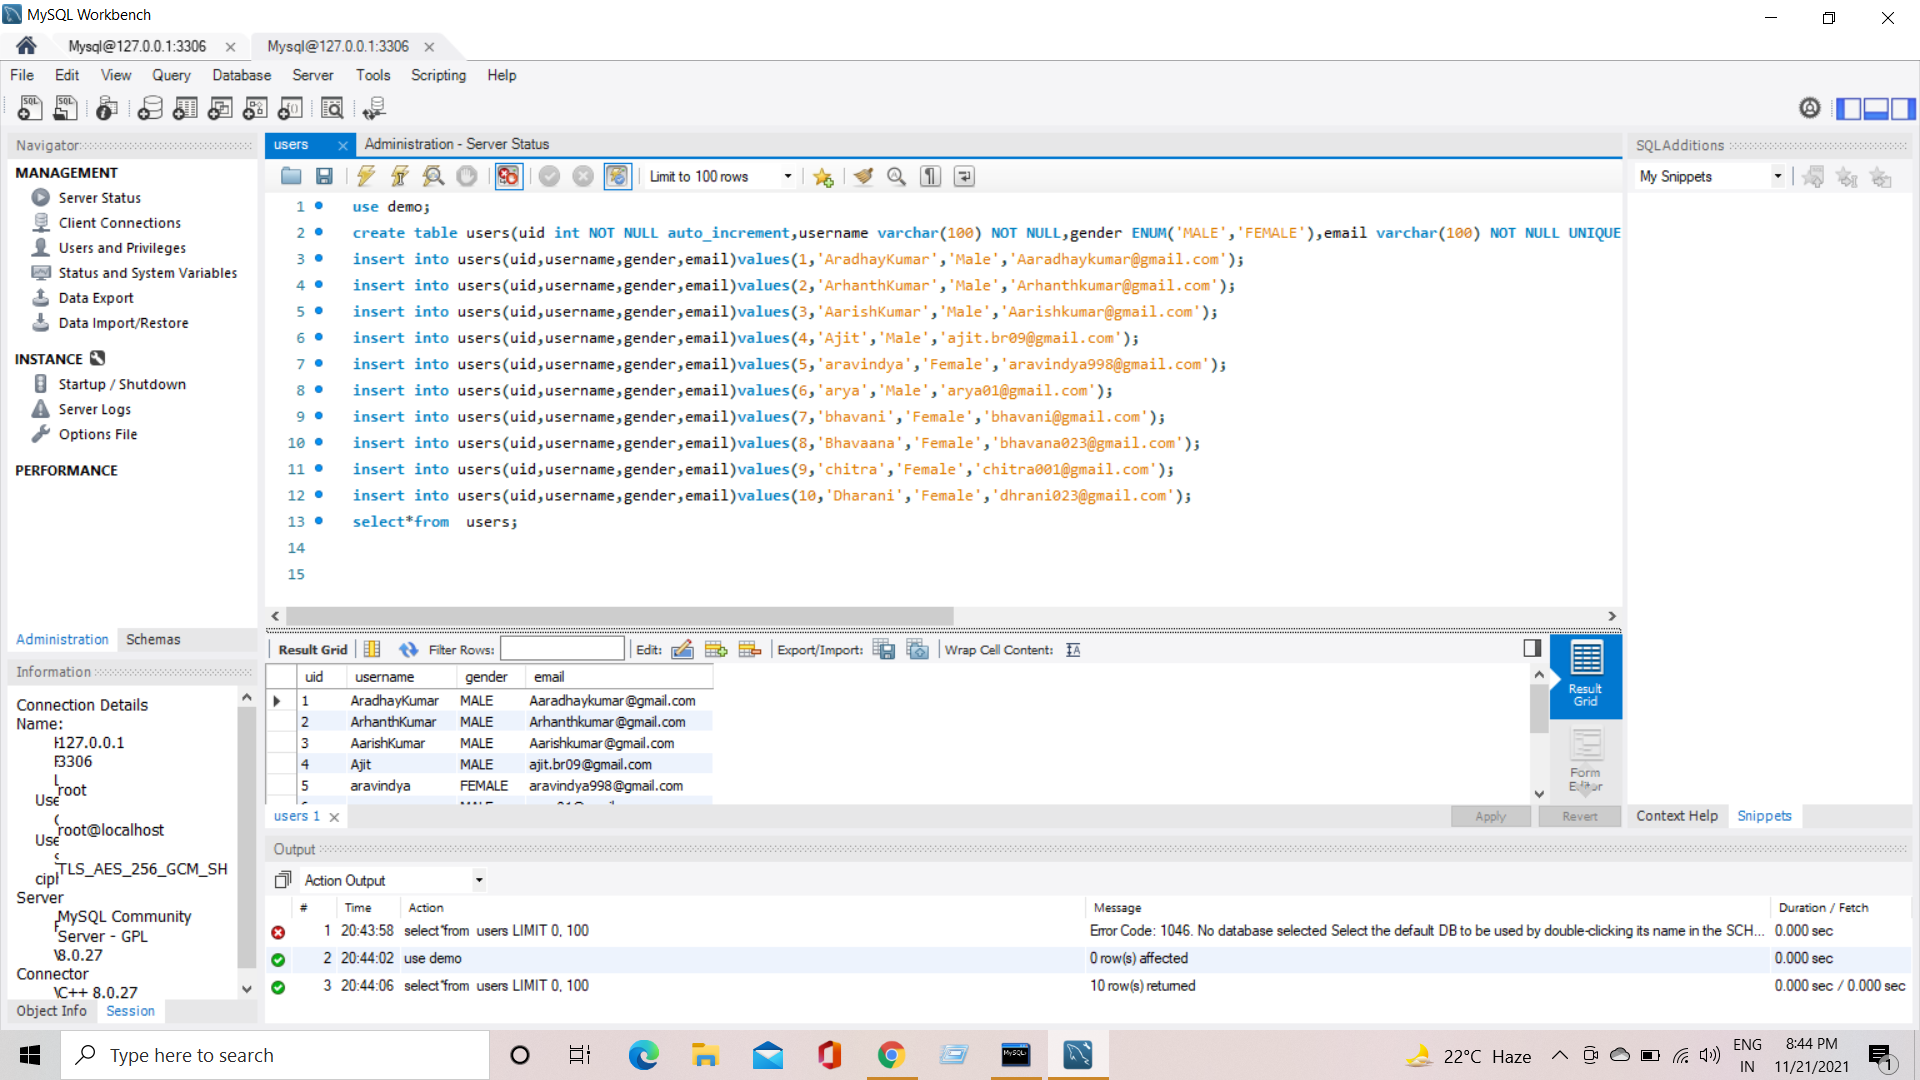 MySQL Workbench
Mysql@127.0.0.1:3306
Mysql@127.0.0.1:3306
File Edit View Query Database Server Tools Scripting Help
Navigator
MANAGEMENT
Server Status
Client Connections
Users and Privileges
Status and System Variables
Data Export
Data Import/Restore
INSTANCE
Startup / Shutdown
Server Logs
Options File
PERFORMANCE
Administration Schemas
Information
Connection Details
Name:
127.0.0.1
3306
root
Use
root@localhost
Use
TLS_AES_256_GCM_SH
Server
MySQL Community
Server - GPL
8.0.27
Connector
C++ 8.0.27
Object Info Session
users Administration - Server Status
Limit to 100 rows
1 use demo;
2 create table users(uid int NOT NULL auto_increment,username varchar(100) NOT NULL,gender ENUM('MALE','FEMALE'),email varchar(100) NOT NULL UNIQUE
3 insert into users(uid,username,gender,email)values(1,'AradhayKumar','Male','Aaradhaykumar@gmail.com');
4 insert into users(uid,username,gender,email)values(2,'ArhanthKumar','Male','Arhanthkumar@gmail.com');
5 insert into users(uid,username,gender,email)values(3,'AarishKumar','Male','Aarishkumar@gmail.com');
6 insert into users(uid,username,gender,email)values(4,'Ajit','Male','ajit.br09@gmail.com');
7 insert into users(uid,username,gender,email)values(5,'aravindya','Female','aravindya998@gmail.com');
8 insert into users(uid,username,gender,email)values(6,'arya','Male','arya01@gmail.com');
9 insert into users(uid,username,gender,email)values(7,'bhavani','Female','bhavani@gmail.com');
10 insert into users(uid,username,gender,email)values(8,'Bhavaana','Female','bhavana023@gmail.com');
11 insert into users(uid,username,gender,email)values(9,'chitra','Female','chitra001@gmail.com');
12 insert into users(uid,username,gender,email)values(10,'Dharani','Female','dhrani023@gmail.com');
13 select*from  users;
14
15
Result Grid Filter Rows: Edit: Export/Import: Wrap Cell Content:
uid username gender email
1 AradhayKumar MALE Aaradhaykumar@gmail.com
2 ArhanthKumar MALE Arhanthkumar@gmail.com
3 AarishKumar MALE Aarishkumar@gmail.com
4 Ajit MALE ajit.br09@gmail.com
5 aravindya FEMALE aravindya998@gmail.com
Result
Grid
Form
Editor
users 1 Apply Revert
SQLAdditions
My Snippets
Context Help Snippets
Output
Action Output
# Time Action Message Duration / Fetch
1 20:43:58 select*from users LIMIT 0, 100 Error Code: 1046. No database selected Select the default DB to be used by double-clicking its name in the SCH... 0.000 sec
2 20:44:02 use demo 0 row(s) affected 0.000 sec
3 20:44:06 select*from users LIMIT 0, 100 10 row(s) returned 0.000 sec / 0.000 sec
Type here to search
22°C Haze
ENG
IN
8:44 PM
11/21/2021
1